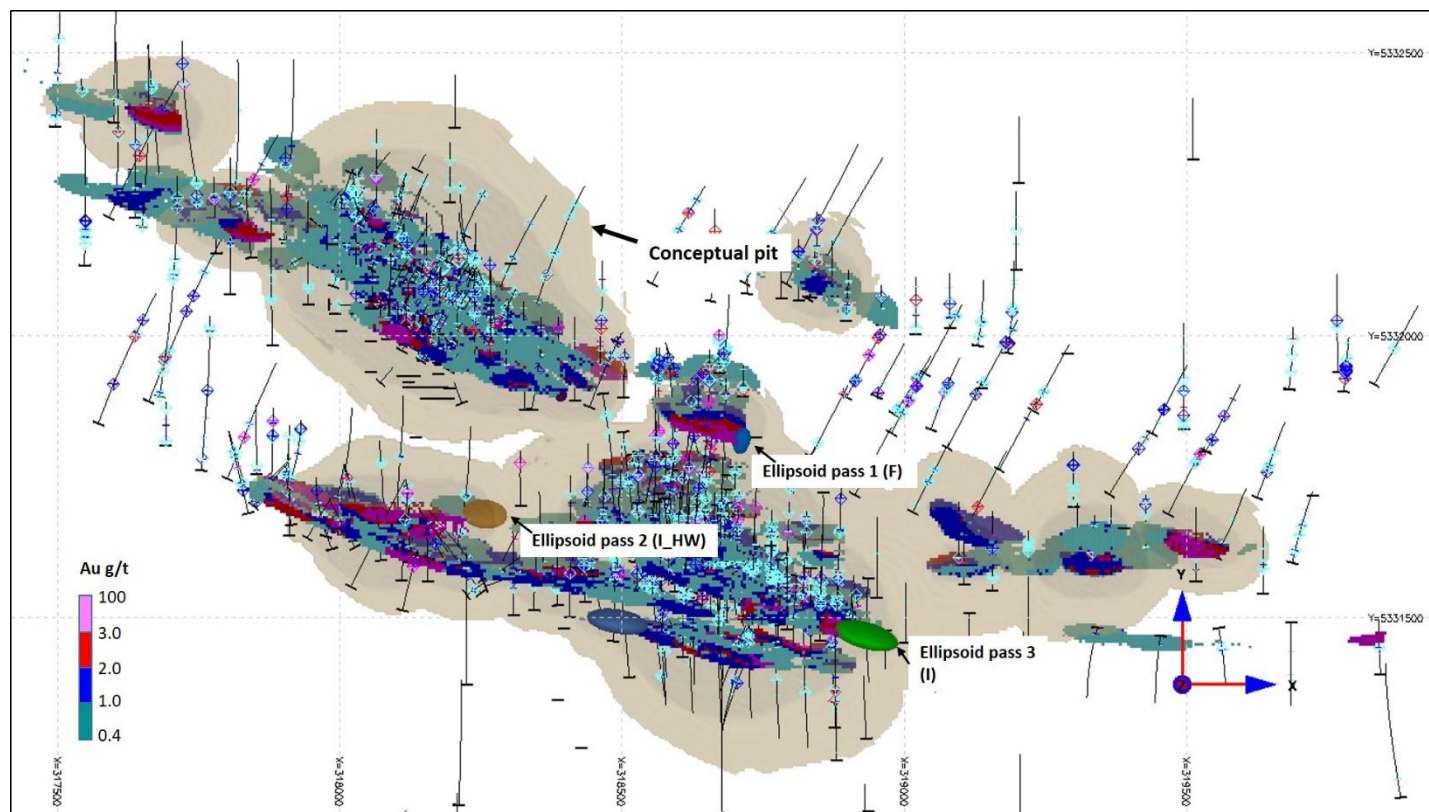 Y=5332500
Conceptual pit
Y=5332000
Ellipsoid pass 1 (F)
Ellipsoid pass 2 (I_HW)
Au g/t
100
3.0
2.0
1.0
0.4
Y
Y=5331500
Ellipsoid pass 3
(I)
Z
X
X=317500
X=318000
X=318500
X=319000
X=319500